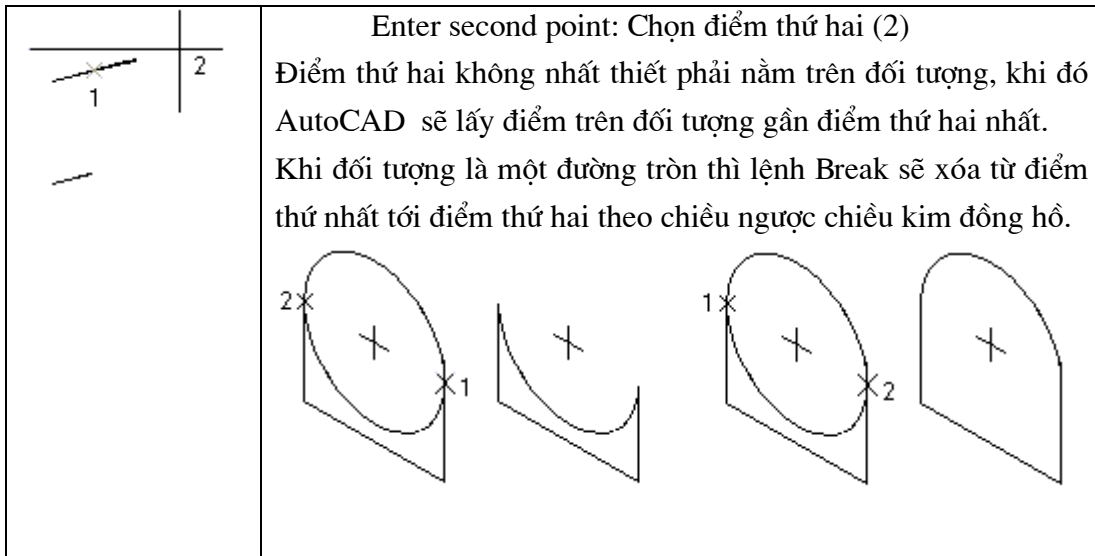 Enter second point: Chọn điểm thứ hai (2)
Điểm thứ hai không nhất thiết phải nằm trên đối tượng, khi đó
AutoCAD sẽ lấy điểm trên đối tượng gần điểm thứ hai nhất.
Khi đối tượng là một đường tròn thì lệnh Break sẽ xóa từ điểm
thứ nhất tới điểm thứ hai theo chiều ngược chiều kim đồng hồ.
2
1
2
1
1
2